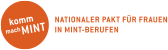 komm
mach MINT
NATIONALER PAKT FÜR FRAUEN
IN MINT-BERUFEN